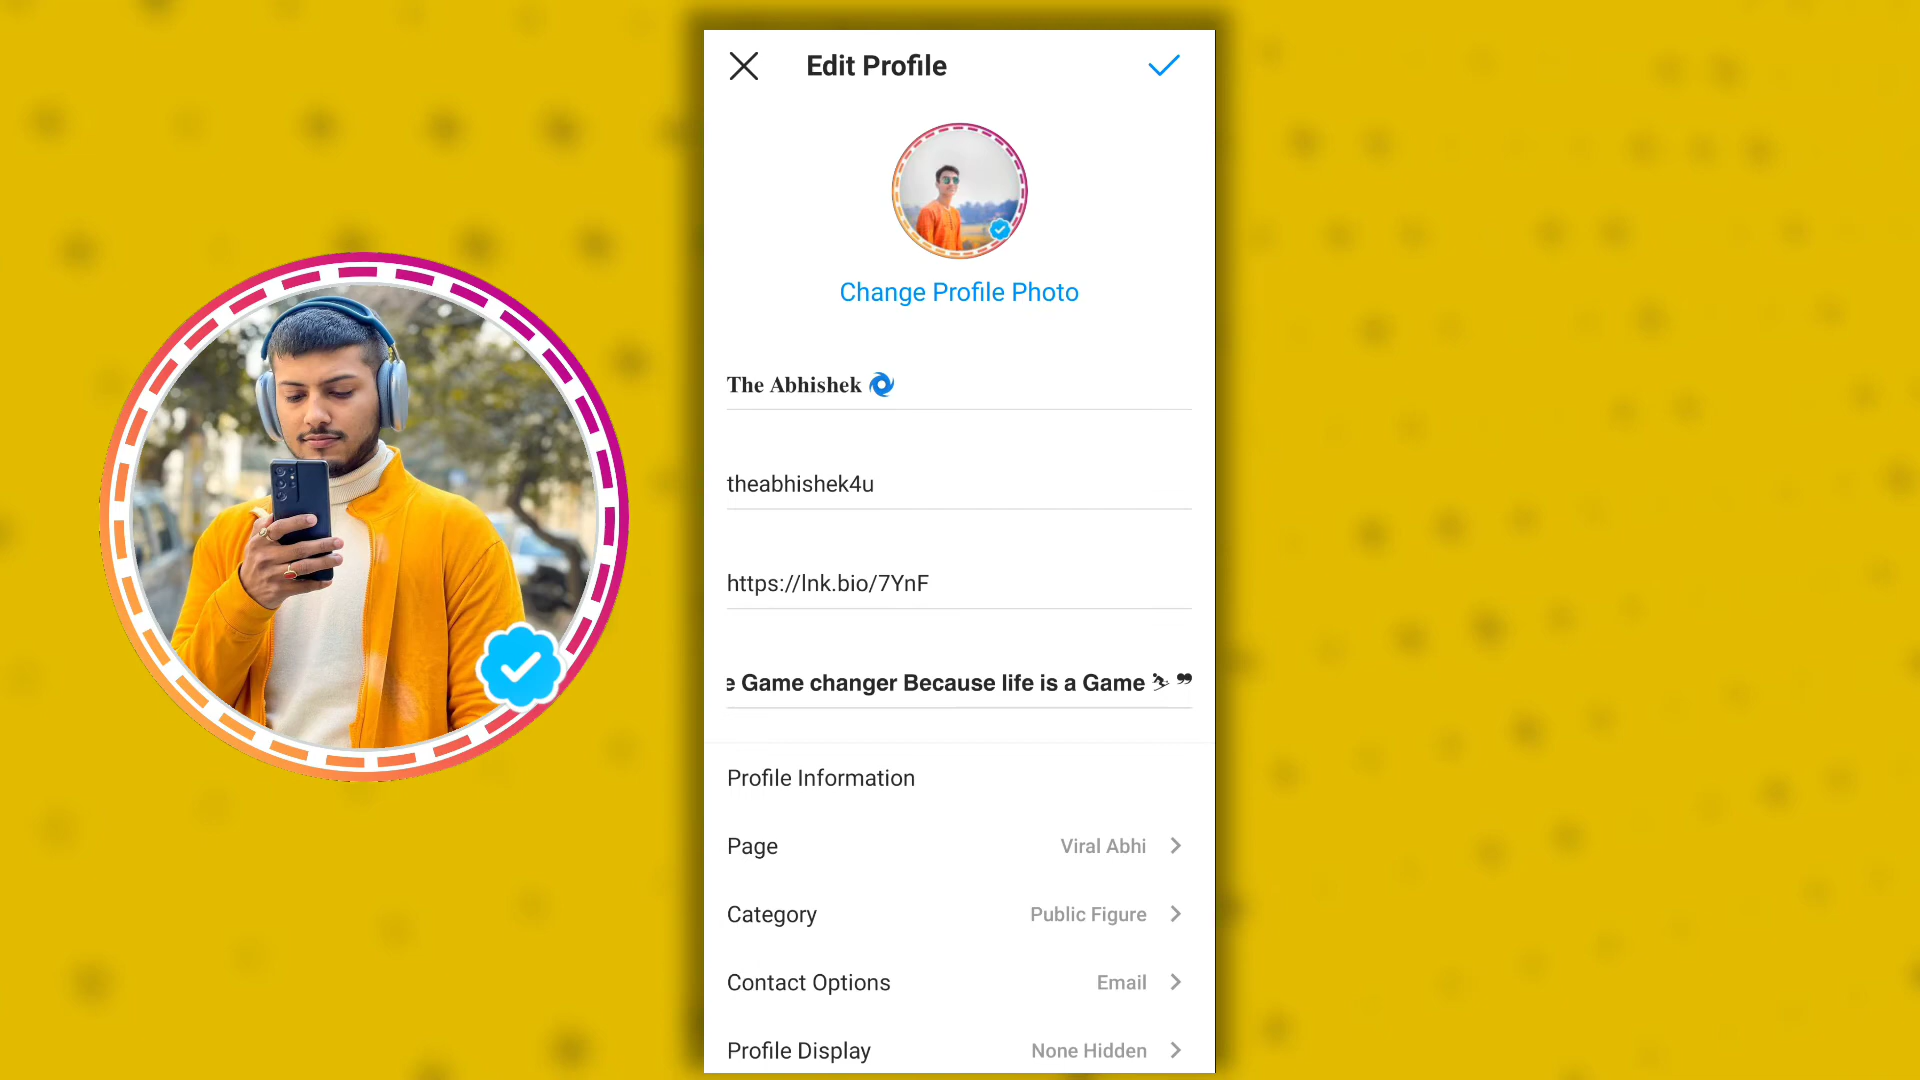 Edit Profile
Change Profile Photo
The Abhishek
theabhishek4u
https://lnk.bio/7YnF
e Game changer Because life is a Game ⛷ ❞
Profile Information
Page Viral Abhi
Category Public Figure
Contact Options Email
Profile Display None Hidden